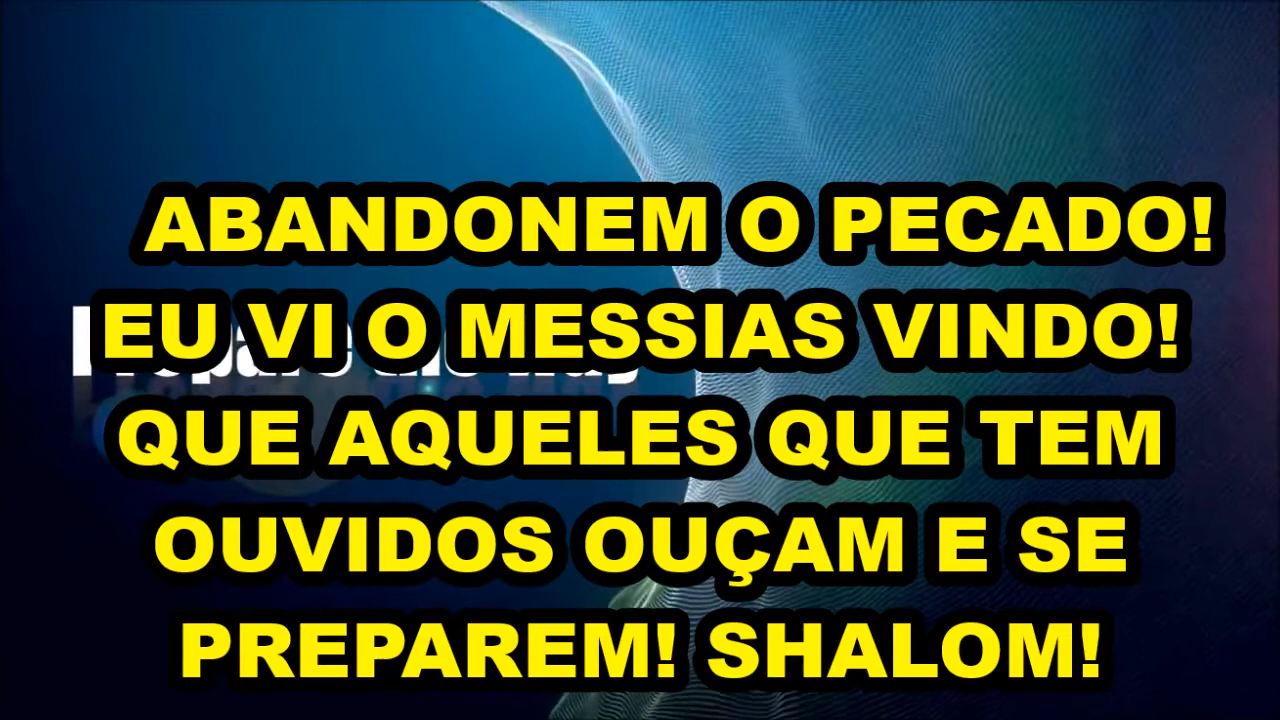 ABANDONEM O PECADO!
EU VI O MESSIAS VINDO!
QUE AQUELES QUE TEM
OUVIDOS OUÇAM E SE
PREPAREM! SHALOM!